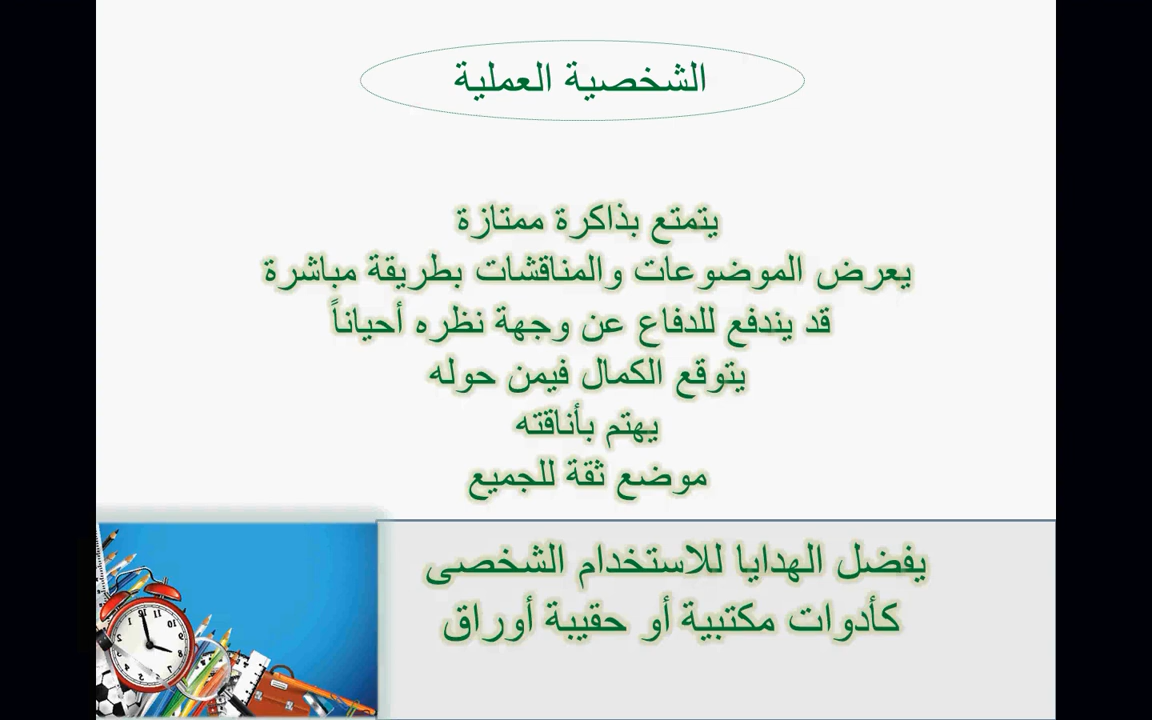 الشخصية العملية
يتمتع بذاكرة ممتازة
يعرض الموضوعات والمناقشات بطريقة مباشرة
قد يندفع للدفاع عن وجهة نظره أحياناً
يتوقع الكمال فيمن حوله
يهتم بأناقته
موضع ثقة للجميع
يفضل الهدايا للاستخدام الشخصى
كأدوات مكتبية أو حقيبة أوراق